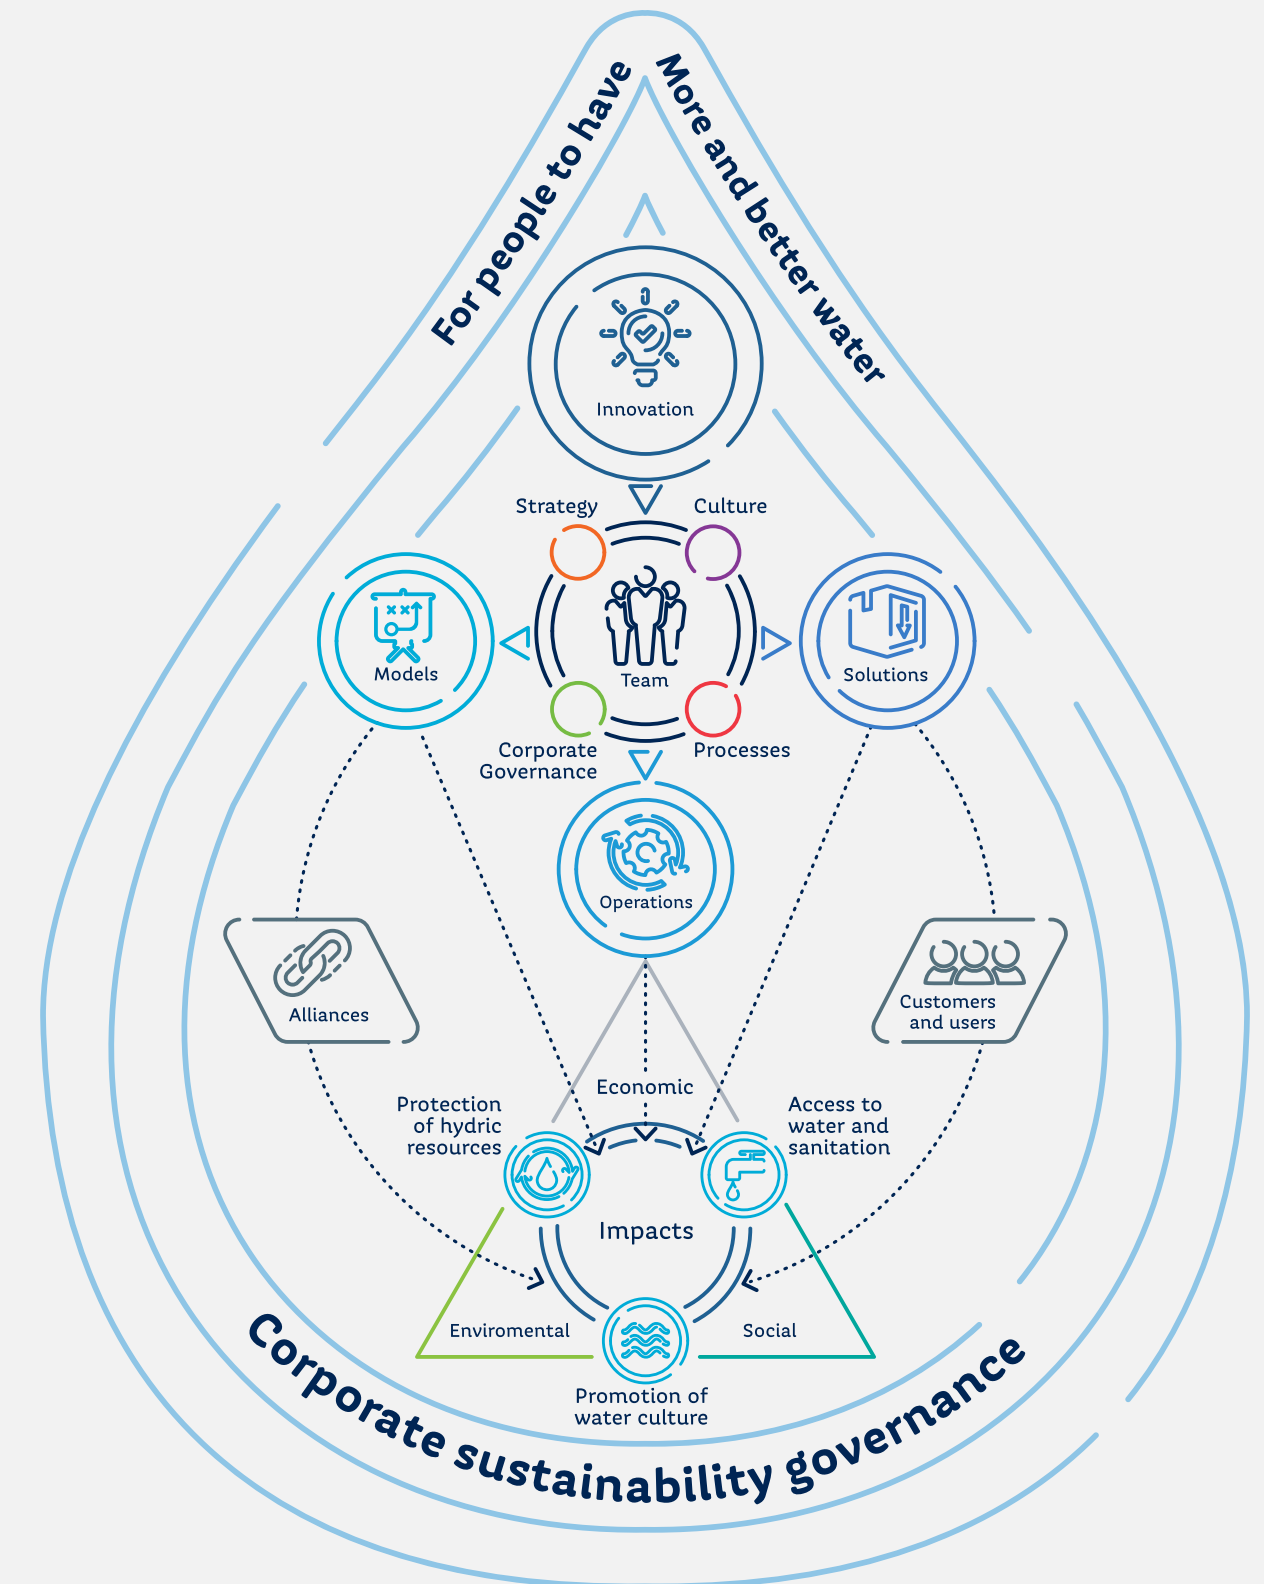 For people to have
More and better water
Innovation
Strategy
Culture
Models
Team
Solutions
Corporate
Governance
Processes
Operations
Alliances
Customers
and users
Economic
Protection
of hydric
resources
Access to
water and
sanitation
Impacts
Enviromental
Social
Promotion of
water culture
Corporate sustainability governance